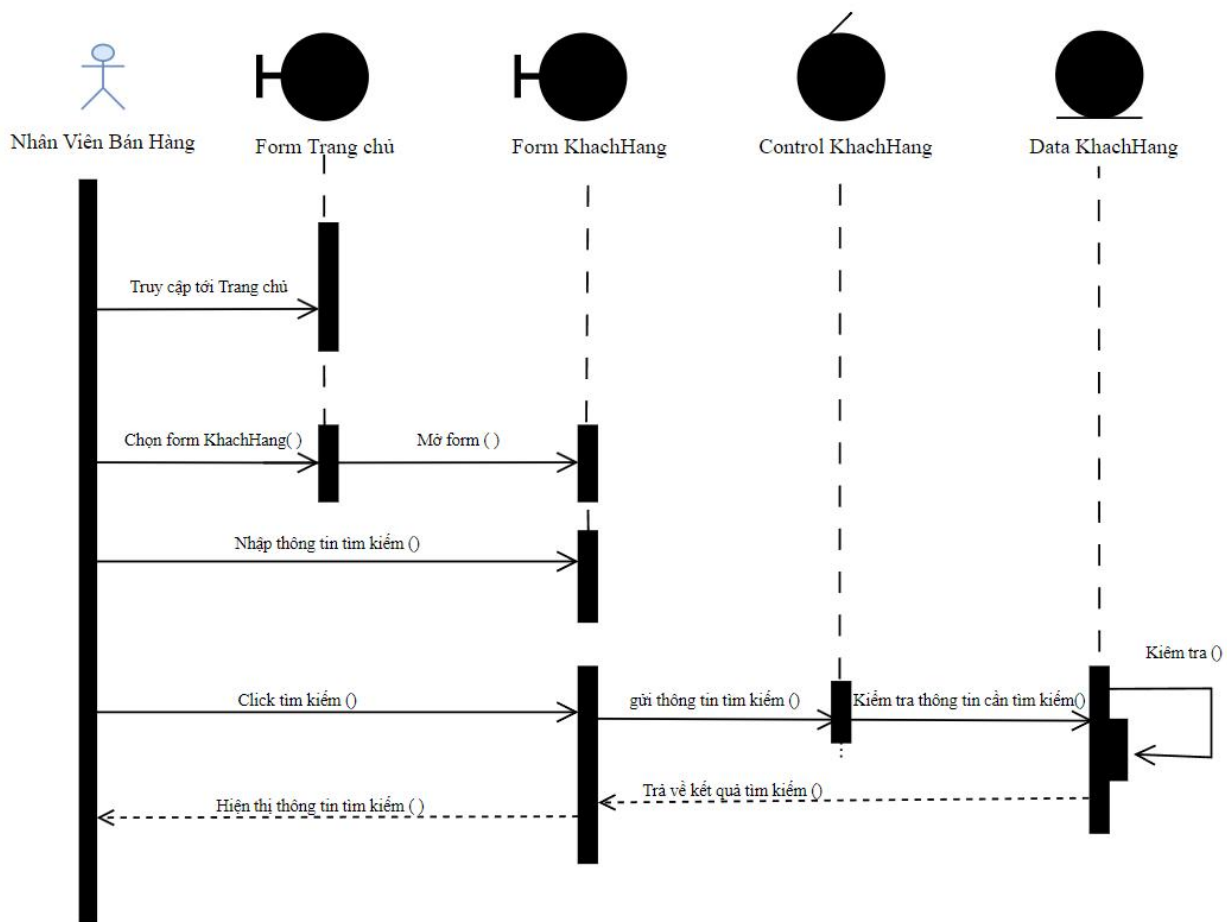 Nhân Viên Bán Hàng
Form Trang chủ
Form KhachHang
Control KhachHang
Data KhachHang
Truy cập tới Trang chủ
Chọn form KhachHang( )
Mở form ( )
Nhập thông tin tìm kiếm ()
Kiêm tra ()
Click tìm kiếm ()
gửi thông tin tìm kiếm ()
Kiểm tra thông tin cần tìm kiếm()
Trả về kết quả tìm kiếm ()
Hiện thị thông tin tìm kiếm ( )